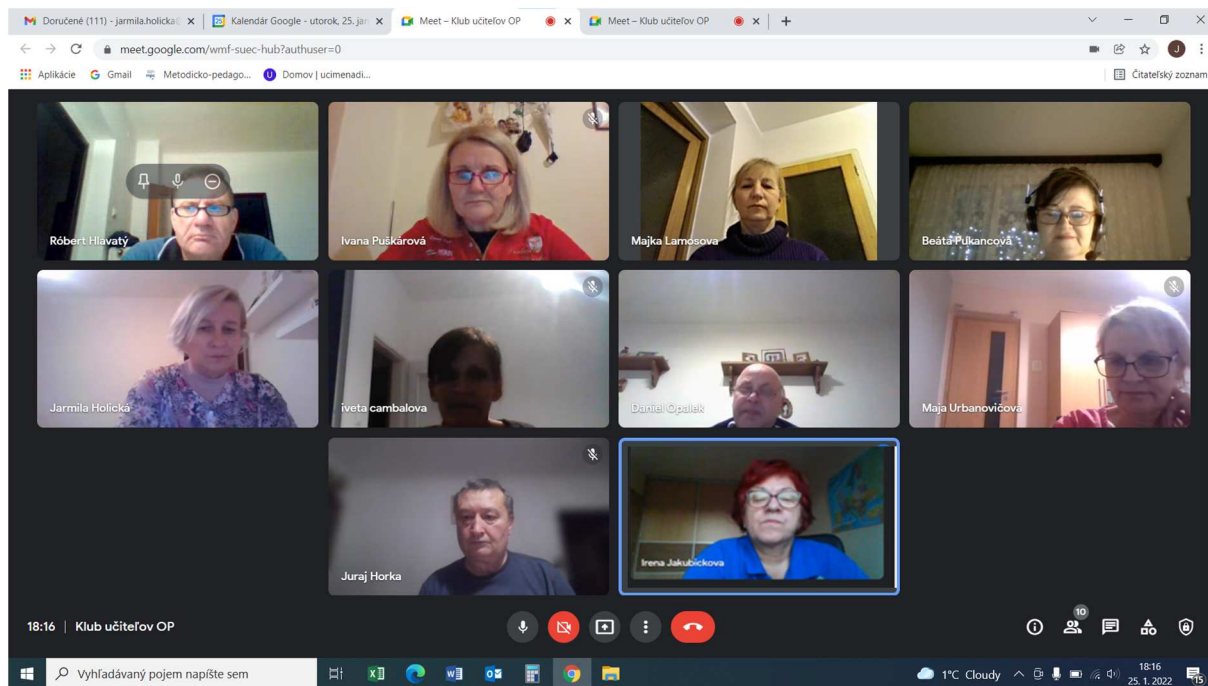 Doručené (111) - jarmila.holicka
Kalendár Google - utorok, 25. jan
Meet – Klub učiteľov OP
Meet – Klub učiteľov OP
meet.google.com/wmf-suec-hub?authuser=0
J
Aplikácie
Gmail
Metodicko-pedago...
Domov | ucimenadi...
Čitateľský zoznam
Róbert Hlavatý
Ivana Puškárová
Majka Lamosova
Beáta Pukancová
Jarmila Holická
iveta cambalova
Daniel Opalek
Maja Urbanovičova
Juraj Horka
Irena Jakubickova
18:16 | Klub učiteľov OP
10
Vyhľadávaný pojem napíšte sem
1°C Cloudy
18:16
25. 1. 2022
15